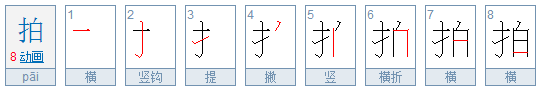 拍 1 2 3 4 5 6 7 8
8 动画
pāi 横 竖钩 提 撇 竖 横折 横 横